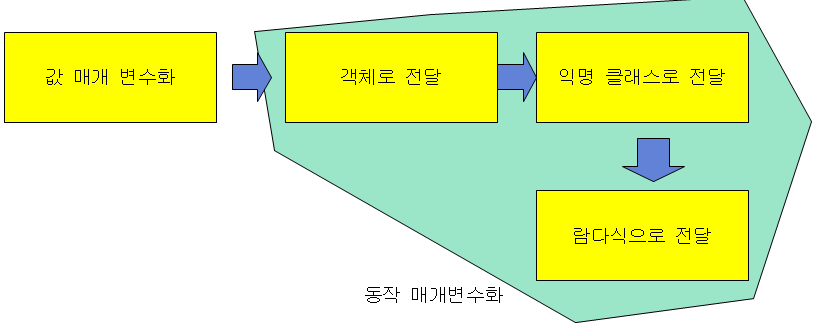 값 매개 변수화
객체로 전달
익명 클래스로 전달
람다식으로 전달
동작 매개변수화